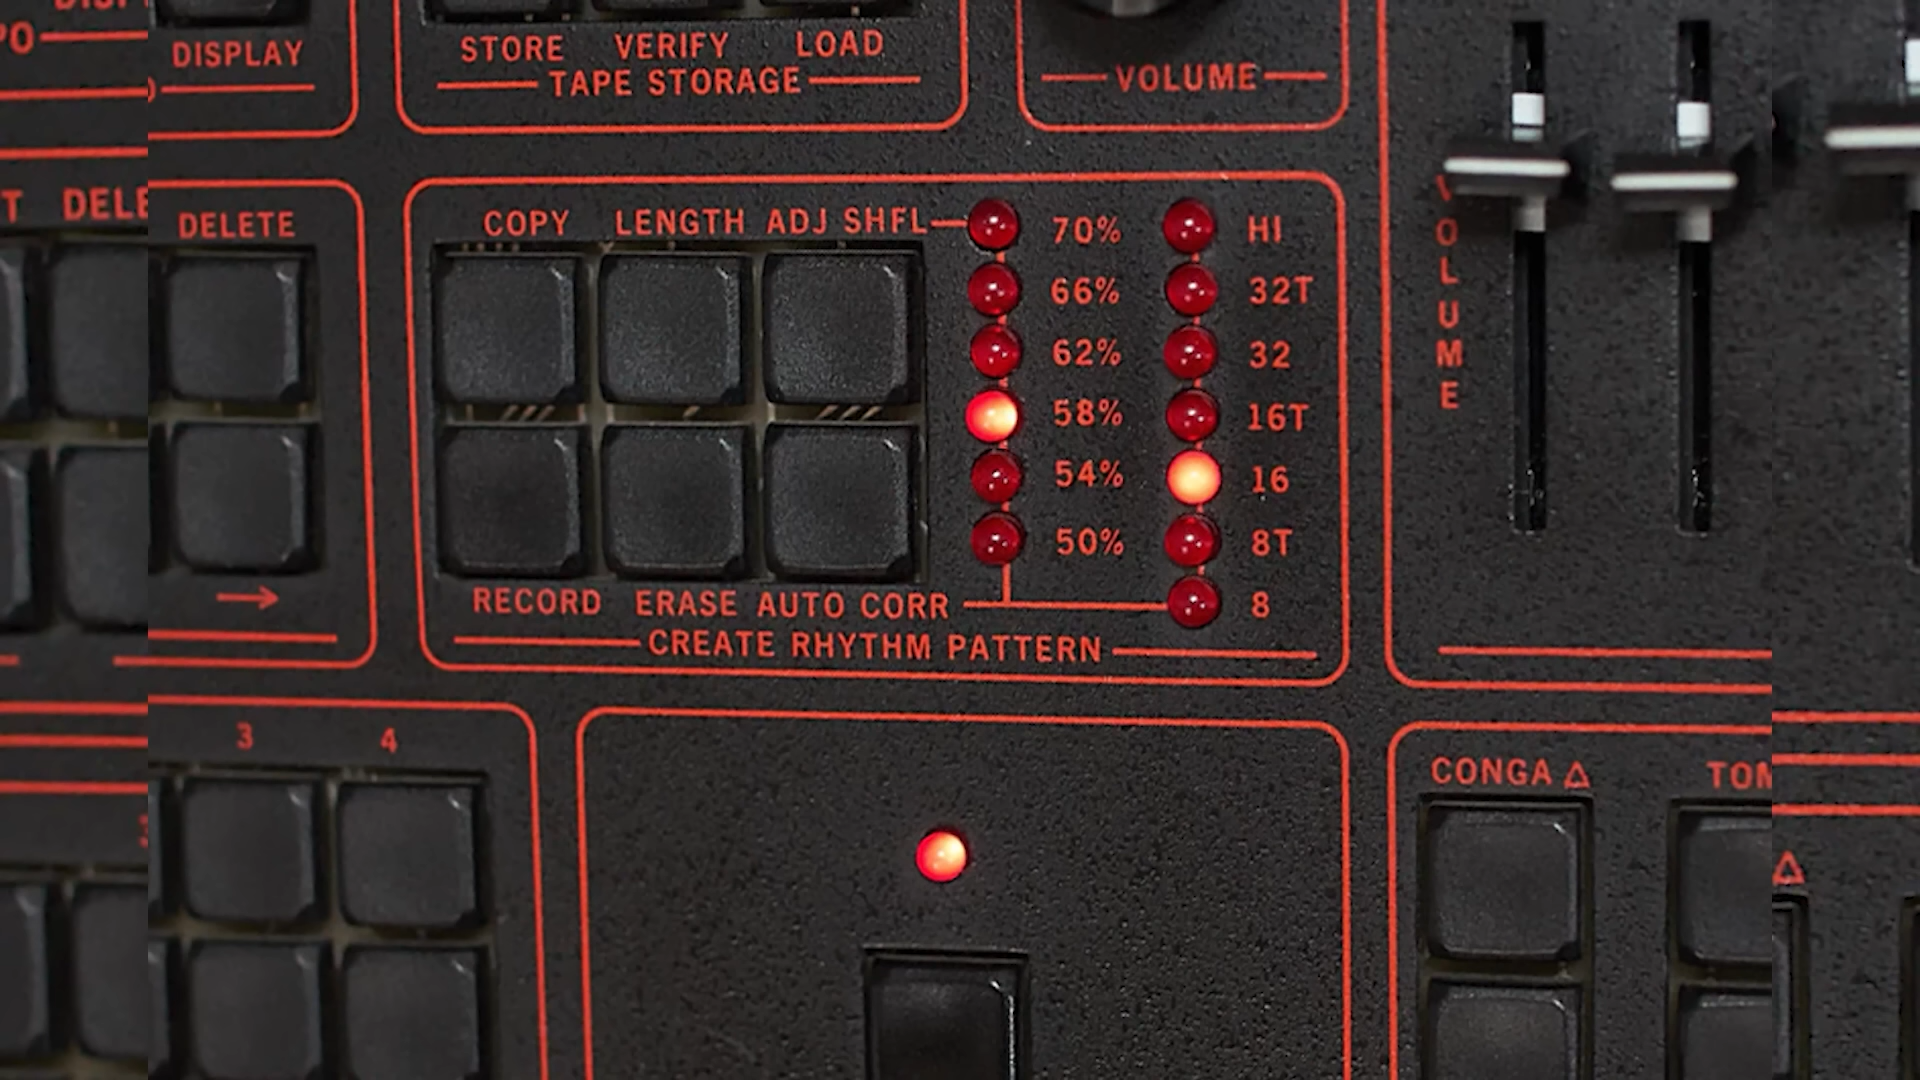 DISPLAY
STORE VERIFY LOAD
TAPE STORAGE
VOLUME
DELETE
COPY LENGTH ADJ SHFL
70% HI
66% 32T
62% 32
58% 16T
54% 16
50% 8T
8
RECORD ERASE AUTO CORR
CREATE RHYTHM PATTERN
VOLUME
3 4
CONGA